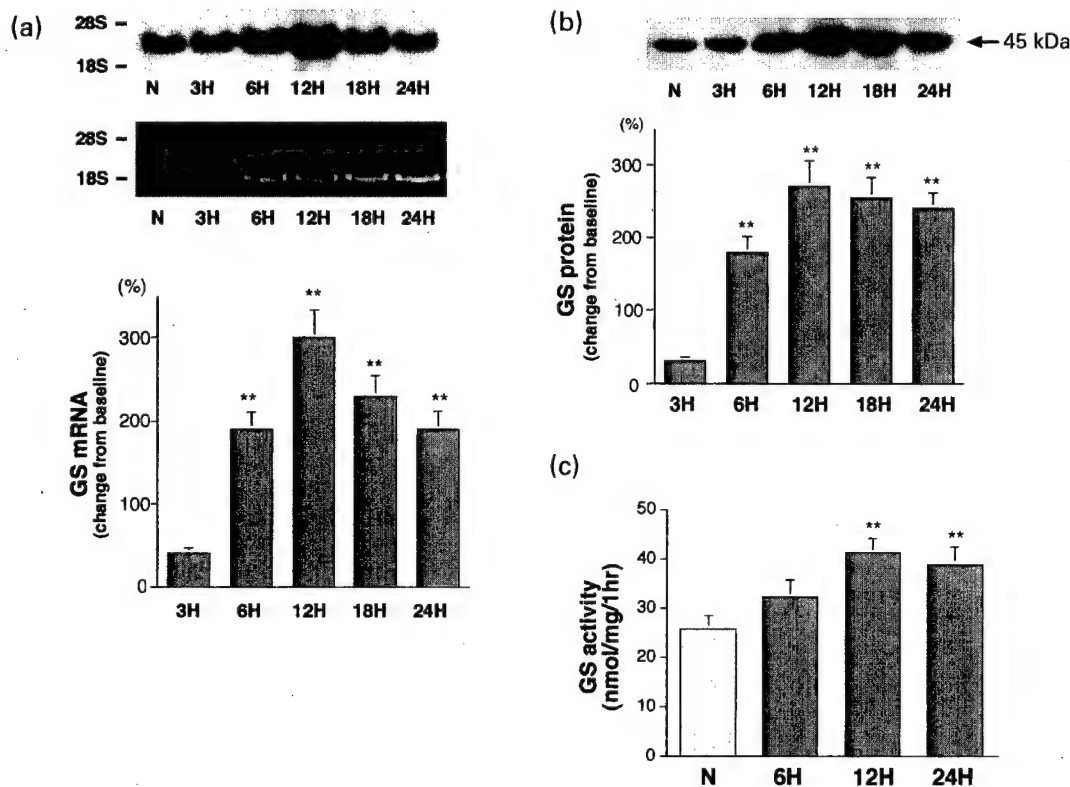 (a)
28S –
18S –
N 3H 6H 12H 18H 24H
28S –
18S –
N 3H 6H 12H 18H 24H
(%)
GS mRNA
(change from baseline)
300
200
100
0
** ** ** **
3H 6H 12H 18H 24H
(b)
← 45 kDa
N 3H 6H 12H 18H 24H
(%)
GS protein
(change from baseline)
300
200
100
0
** ** ** **
3H 6H 12H 18H 24H
(c)
GS activity
(nmol/mg/1hr)
50
40
30
20
10
0
** **
N 6H 12H 24H